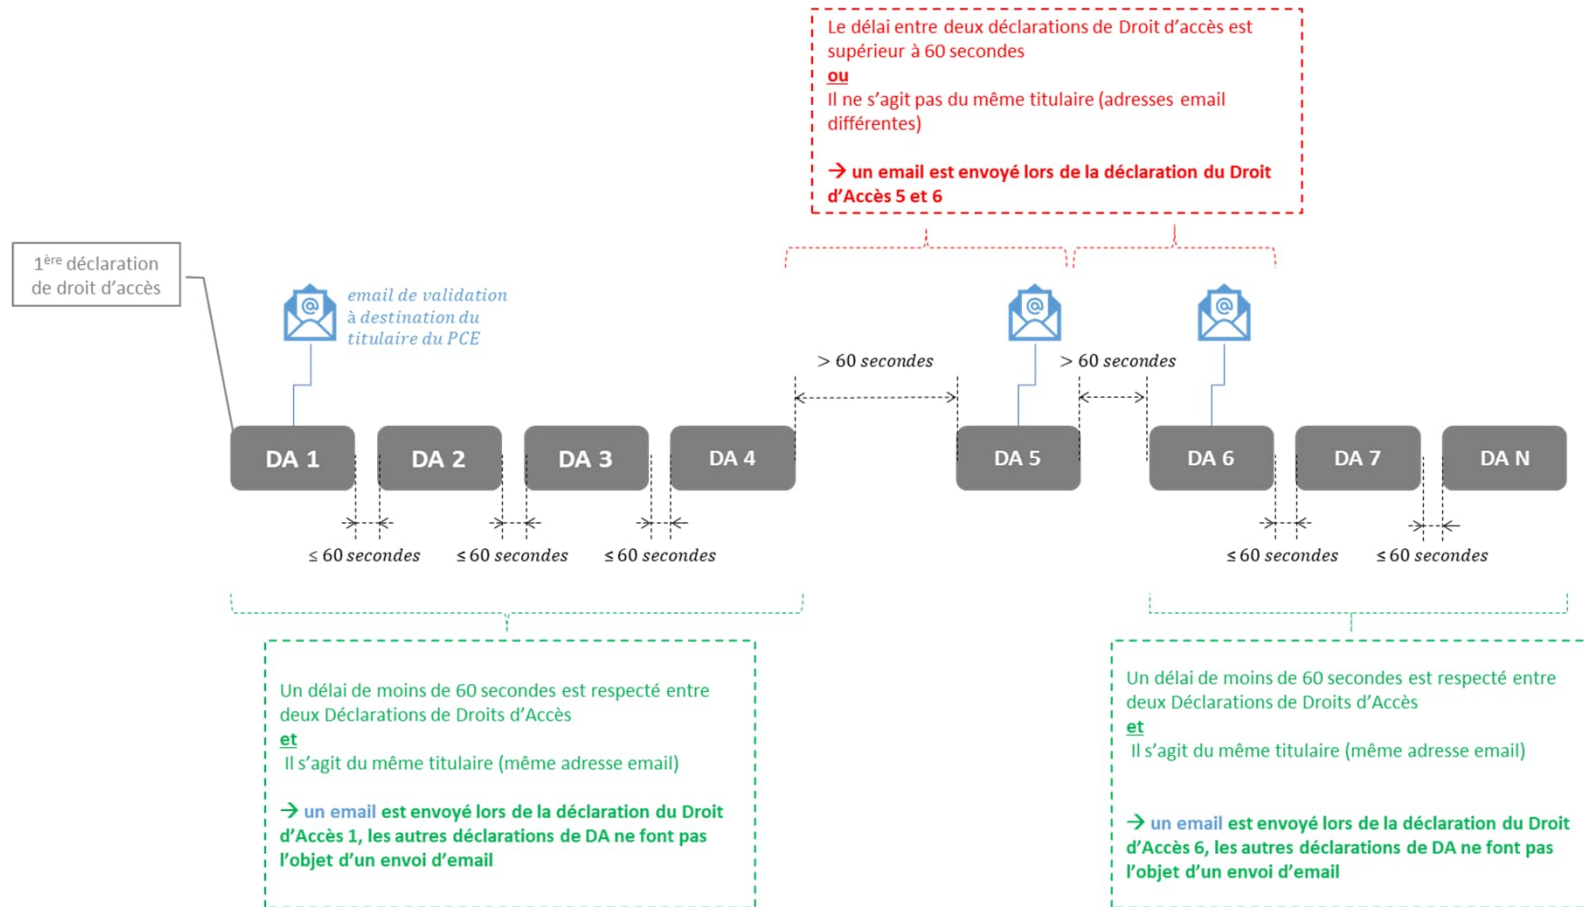 Le délai entre deux déclarations de Droit d'accès est
supérieur à 60 secondes
ou
Il ne s'agit pas du même titulaire (adresses email
différentes)
→ un email est envoyé lors de la déclaration du Droit
d'Accès 5 et 6
1ère déclaration
de droit d'accès
email de validation
à destination du
titulaire du PCE
> 60 secondes
> 60 secondes
DA 1
DA 2
DA 3
DA 4
DA 5
DA 6
DA 7
DA N
≤ 60 secondes
≤ 60 secondes
≤ 60 secondes
≤ 60 secondes
≤ 60 secondes
Un délai de moins de 60 secondes est respecté entre
deux Déclarations de Droits d'Accès
et
Il s'agit du même titulaire (même adresse email)
→ un email est envoyé lors de la déclaration du Droit
d'Accès 1, les autres déclarations de DA ne font pas
l'objet d'un envoi d'email
Un délai de moins de 60 secondes est respecté entre
deux Déclarations de Droits d'Accès
et
Il s'agit du même titulaire (même adresse email)
→ un email est envoyé lors de la déclaration du Droit
d'Accès 6, les autres déclarations de DA ne font pas
l'objet d'un envoi d'email